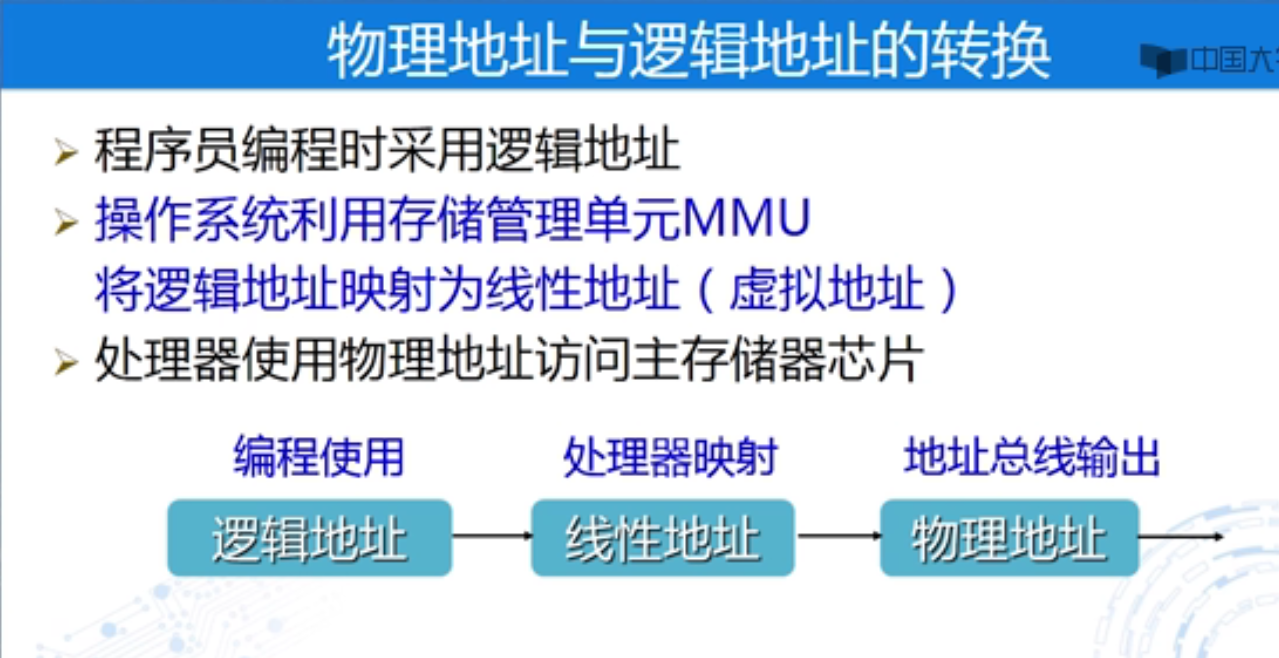 物理地址与逻辑地址的转换
中国大
程序员编程时采用逻辑地址
操作系统利用存储管理单元MMU
将逻辑地址映射为线性地址（虚拟地址）
处理器使用物理地址访问主存储器芯片
编程使用 处理器映射 地址总线输出
逻辑地址 线性地址 物理地址